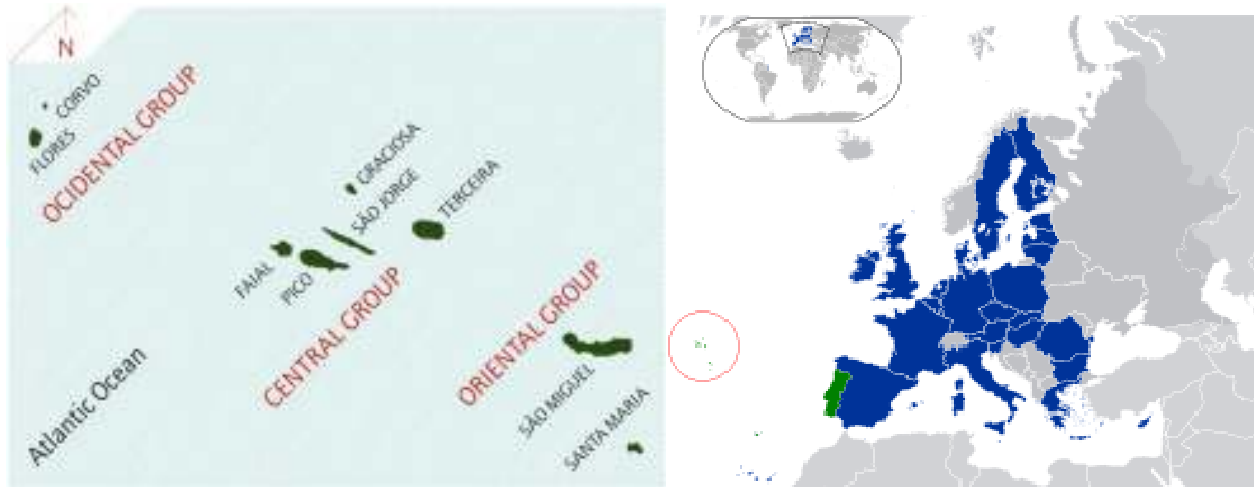 N
CORVO
FLORES
OCIDENTAL GROUP
GRACIOSA
SÃO JORGE
TERCEIRA
FAIAL
PICO
CENTRAL GROUP
ORIENTAL GROUP
SÃO MIGUEL
SANTA MARIA
Atlantic Ocean